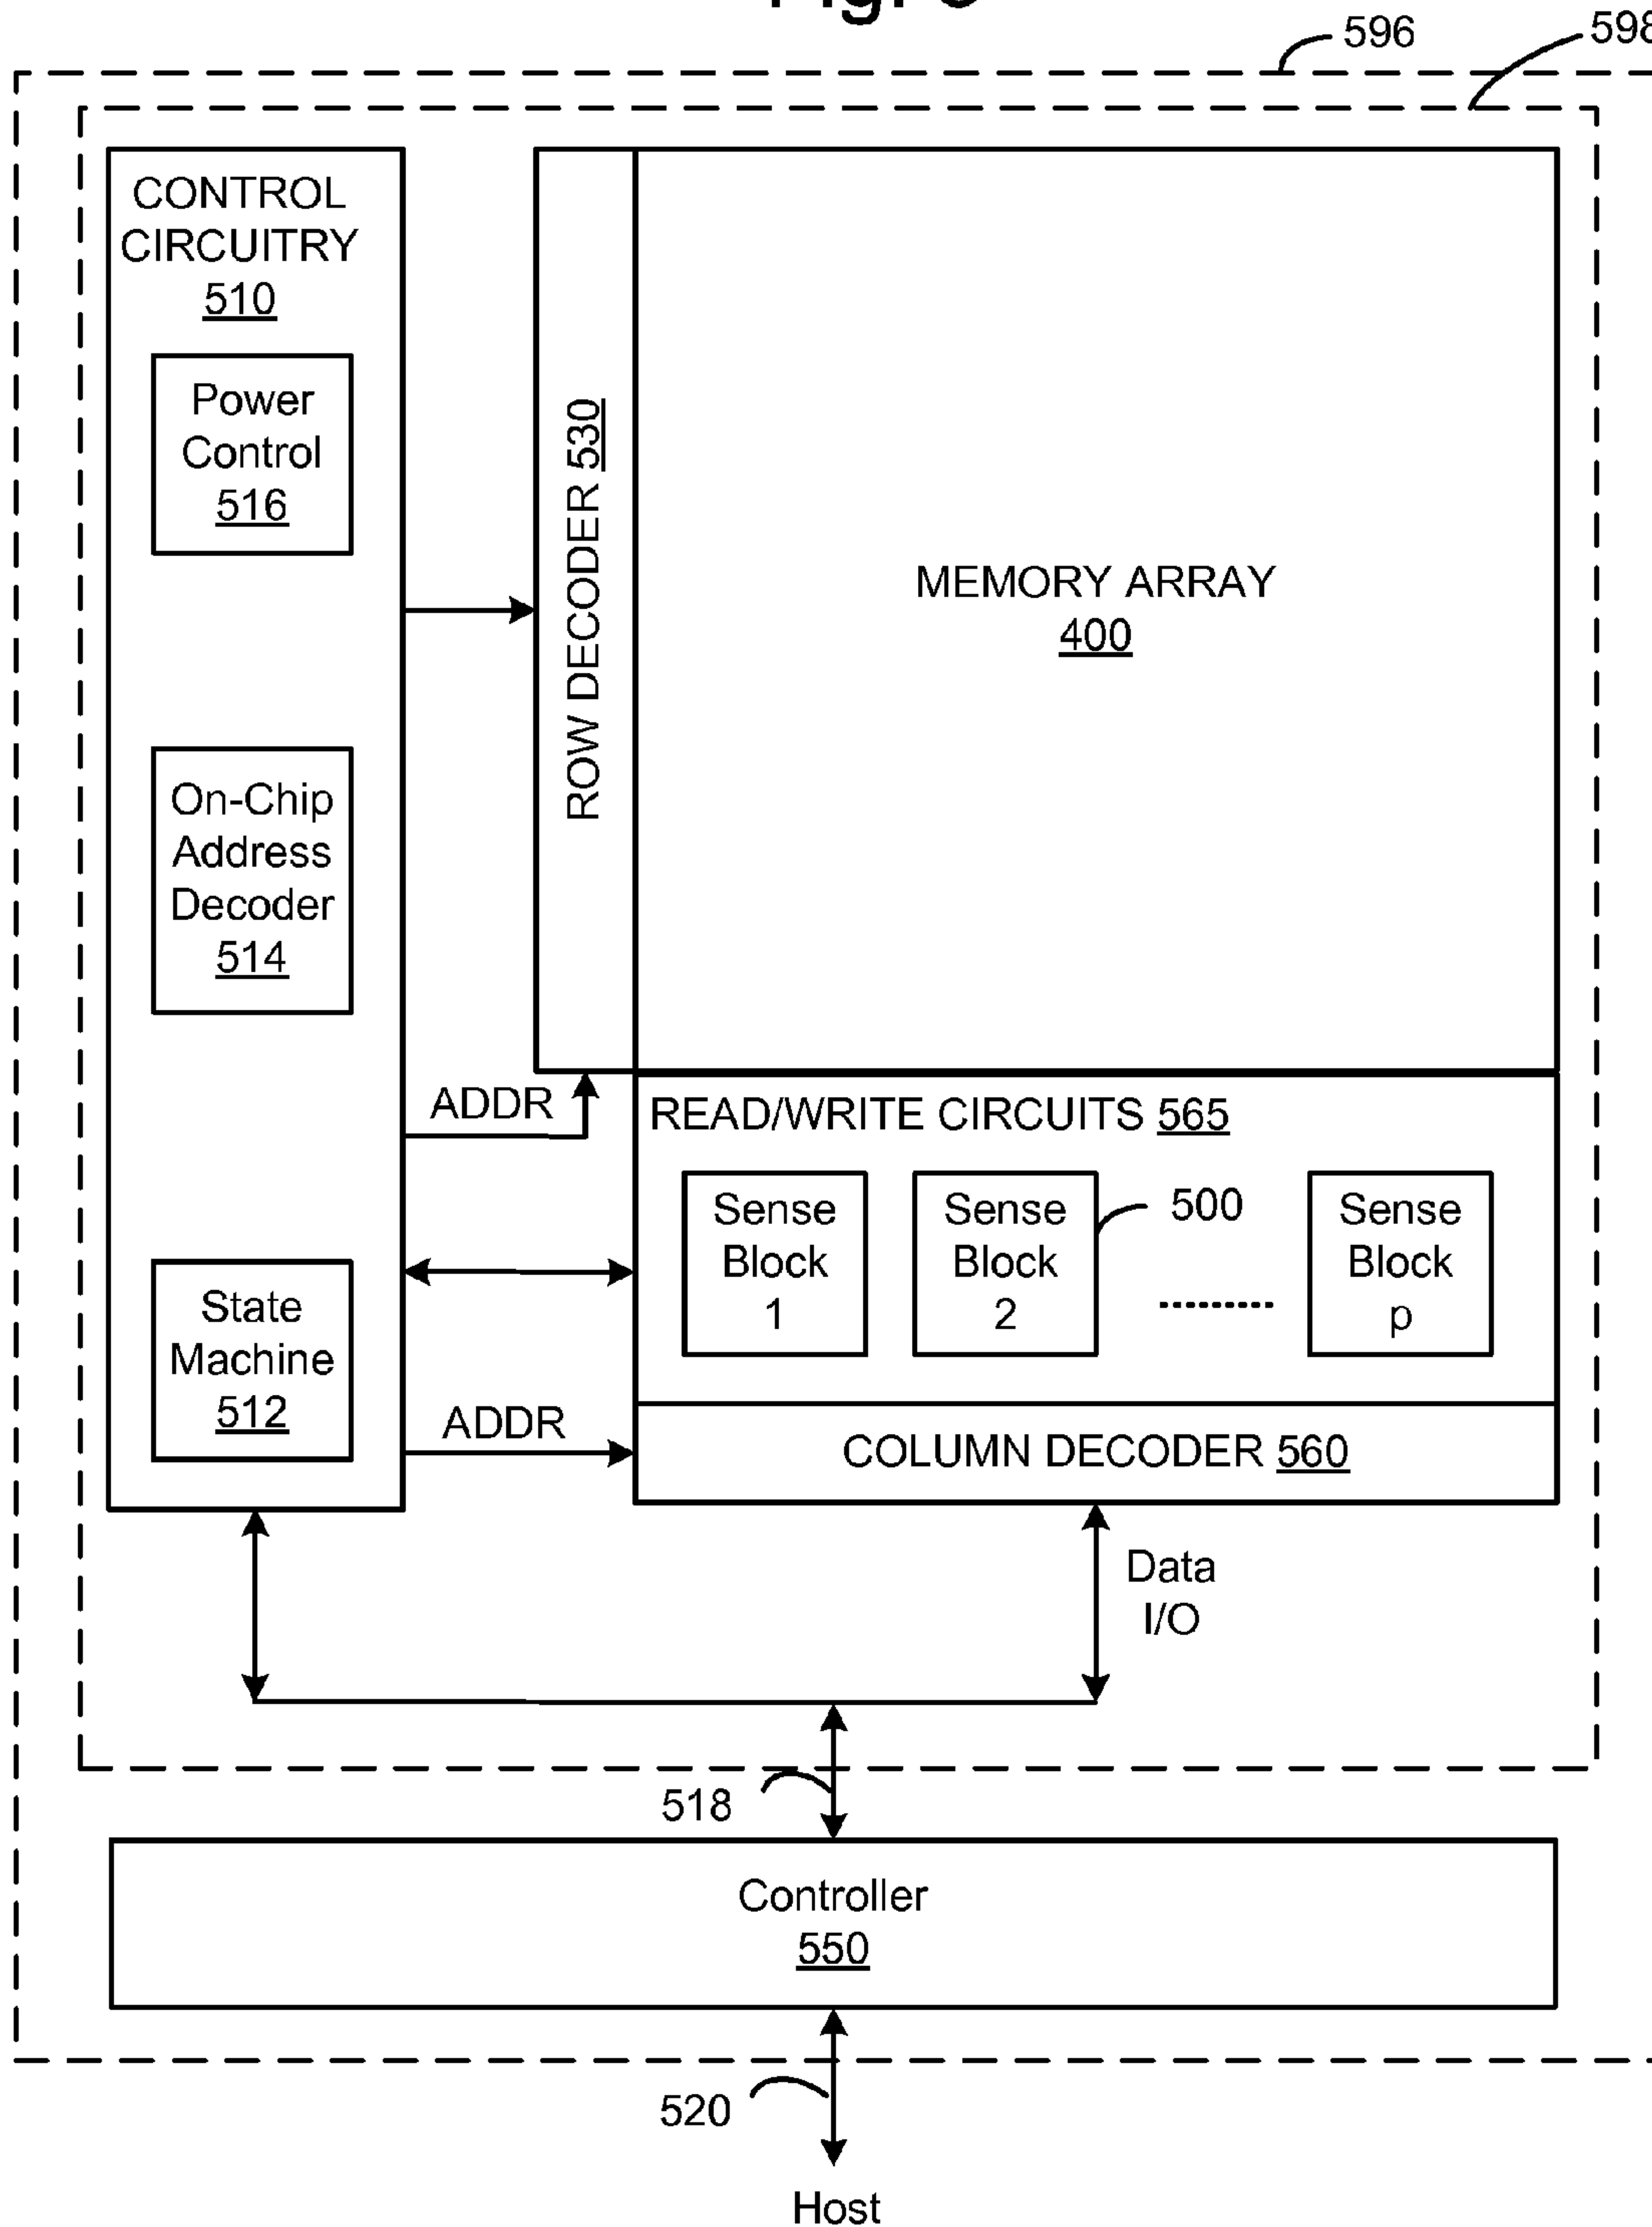 596
598
CONTROL
CIRCUITRY
510
Power
Control
516
ROW DECODER 530
MEMORY ARRAY
400
On-Chip
Address
Decoder
514
ADDR
READ/WRITE CIRCUITS 565
Sense
Block
1
Sense
Block
2
500
.........
Sense
Block
p
State
Machine
512
ADDR
COLUMN DECODER 560
Data
I/O
518
Controller
550
520
Host